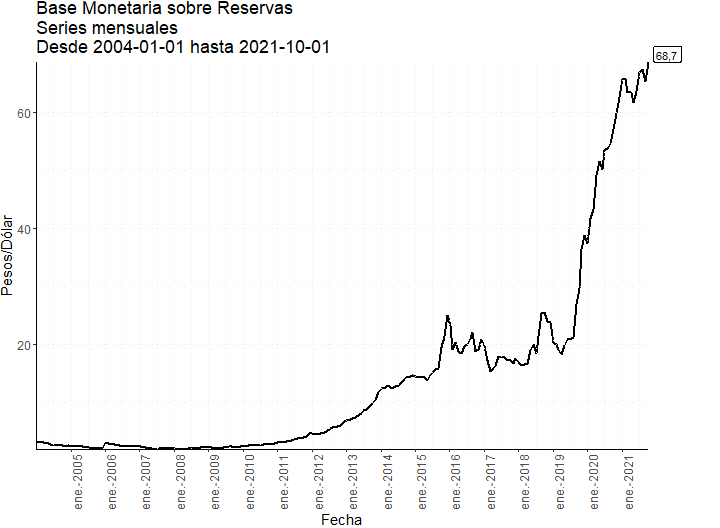 Base Monetaria sobre Reservas
Series mensuales
Desde 2004-01-01 hasta 2021-10-01
68,7
60
40
20
Pesos/Dólar
ene.-2005
ene.-2006
ene.-2007
ene.-2008
ene.-2009
ene.-2010
ene.-2011
ene.-2012
ene.-2013
ene.-2014
ene.-2015
ene.-2016
ene.-2017
ene.-2018
ene.-2019
ene.-2020
ene.-2021
Fecha